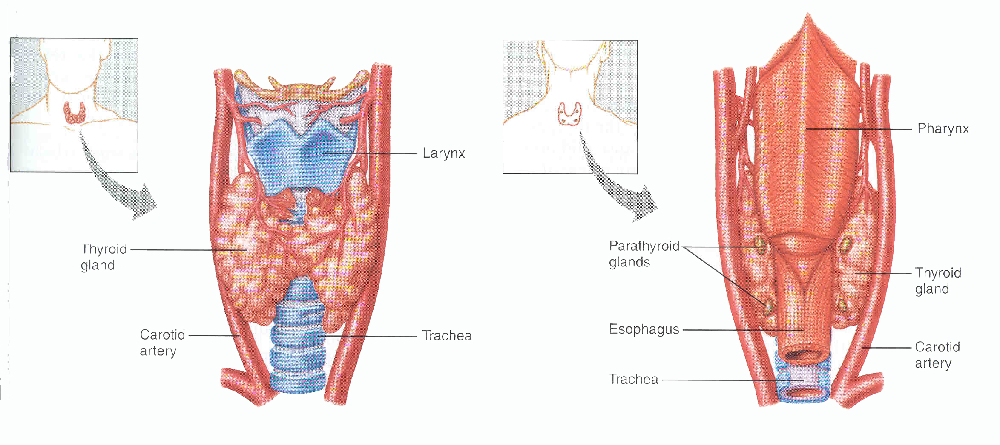 Larynx
Thyroid
gland
Carotid
artery
Trachea
Pharynx
Parathyroid
glands
Thyroid
gland
Esophagus
Carotid
artery
Trachea